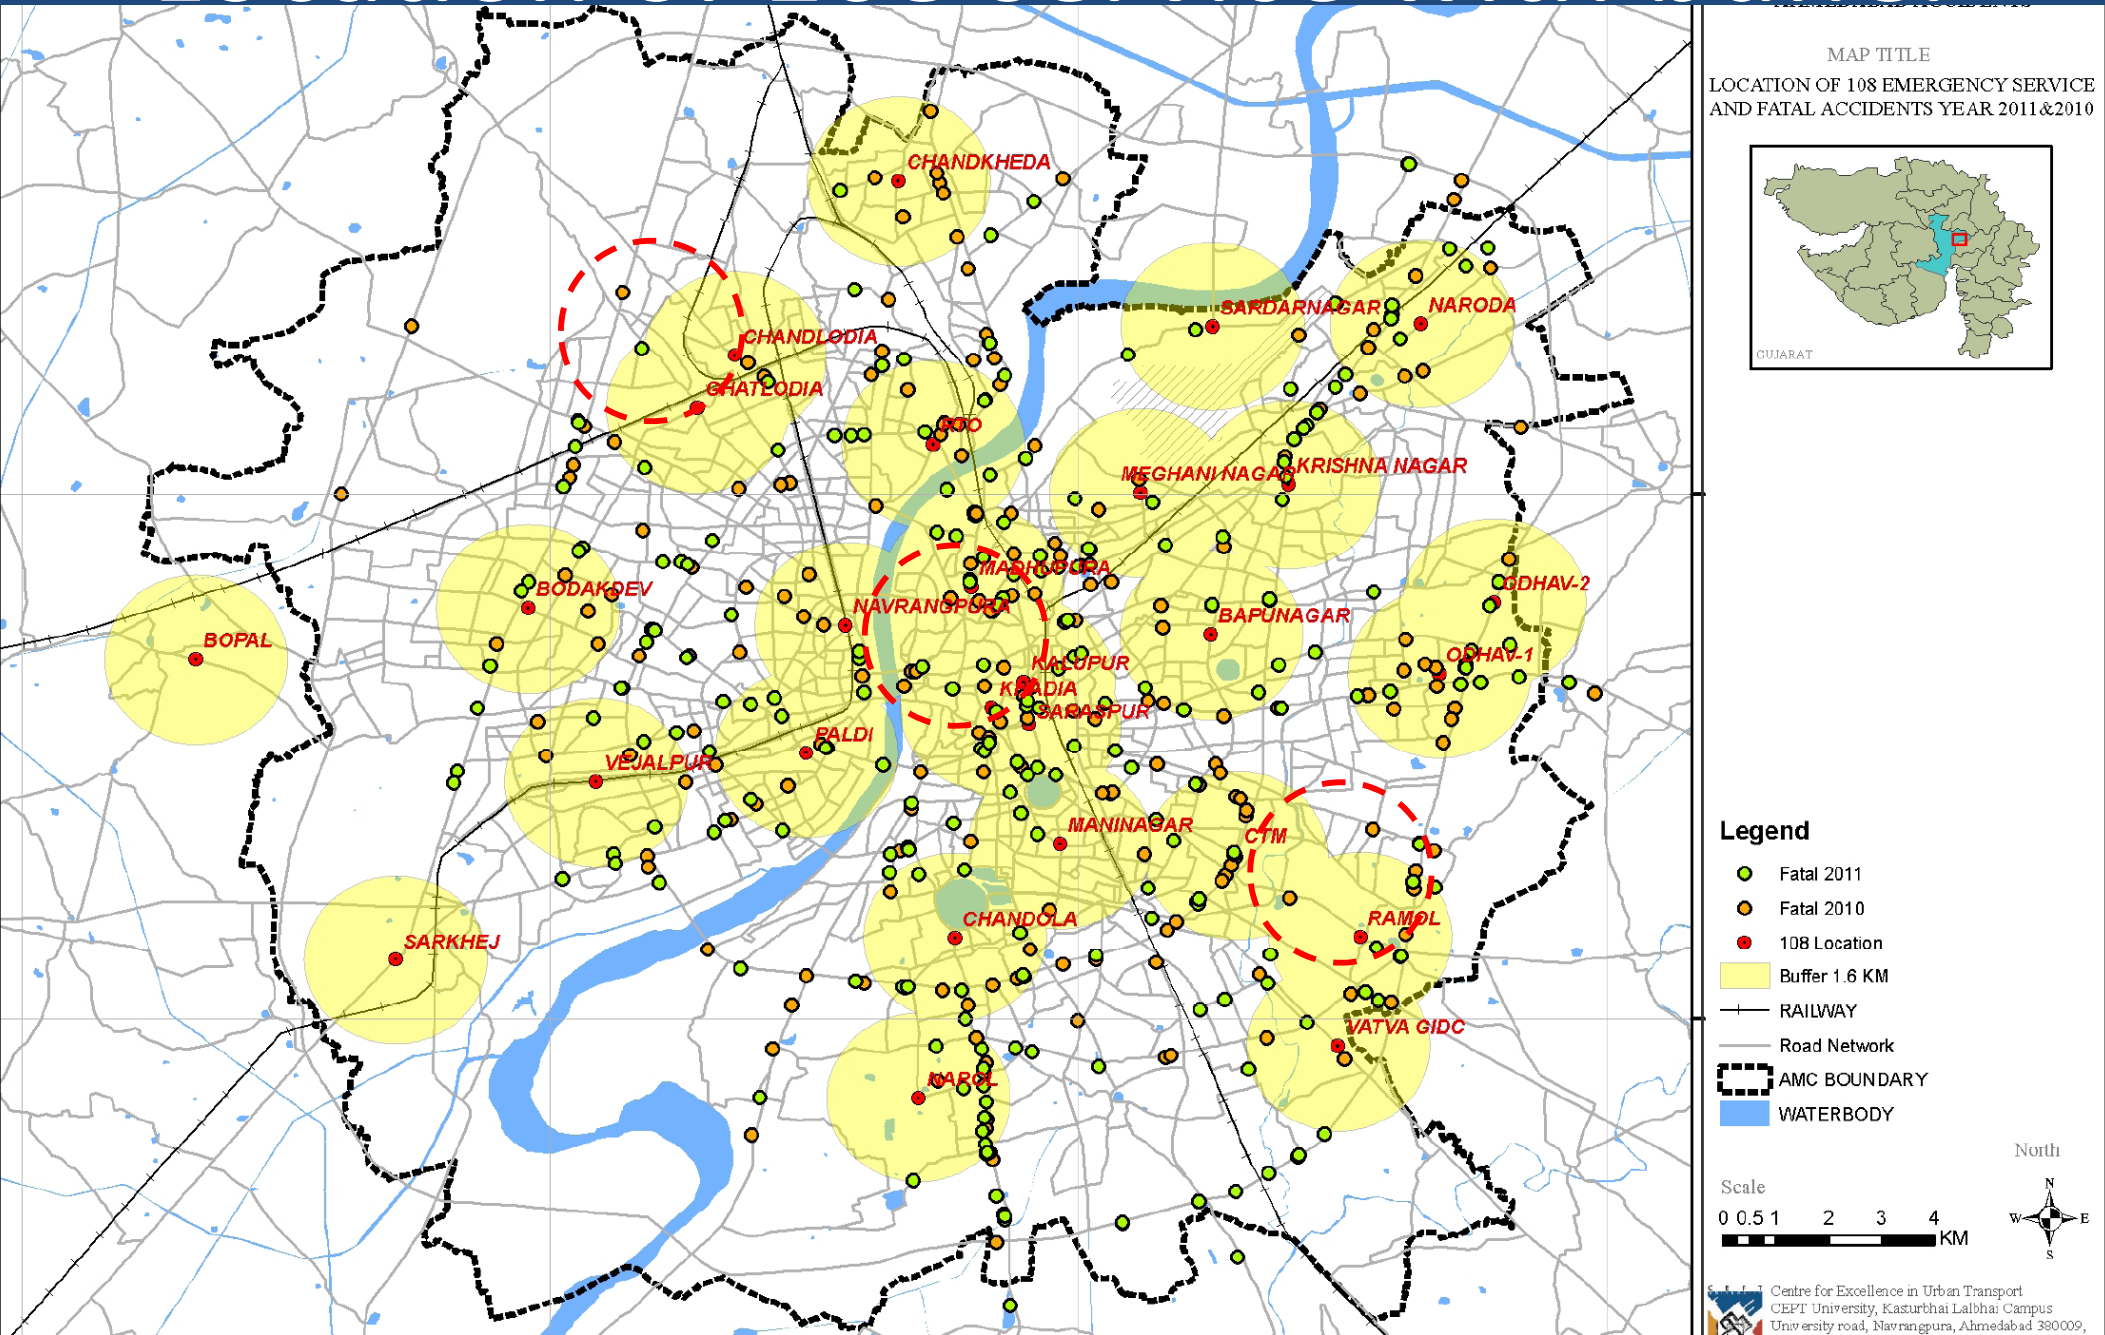 MAP TITLE
LOCATION OF 108 EMERGENCY SERVICE
AND FATAL ACCIDENTS YEAR 2011&2010
GUJARAT
CHANDKHEDA
SARDARNAGAR
NARODA
CHANDLODIA
GHATLODIA
RTO
MEGHANI NAGAR
KRISHNA NAGAR
MADHUPURA
ODHAV-2
BODAKDEV
NAVRANGPURA
BAPUNAGAR
BOPAL
KALUPUR
ODHAV-1
KHADIA
SARASPUR
PALDI
VEJALPUR
MANINAGAR
CTM
CHANDOLA
RAMOL
SARKHEJ
VATVA GIDC
NAROL
Legend
Fatal 2011
Fatal 2010
108 Location
Buffer 1.6 KM
RAILWAY
Road Network
AMC BOUNDARY
WATERBODY
North
Scale
0 0.5 1 2 3 4
KM
N
W E
S
Centre for Excellence in Urban Transport
CEPT University, Kasturbhai Lalbhai Campus
University road, Navrangpura, Ahmedabad 380009,